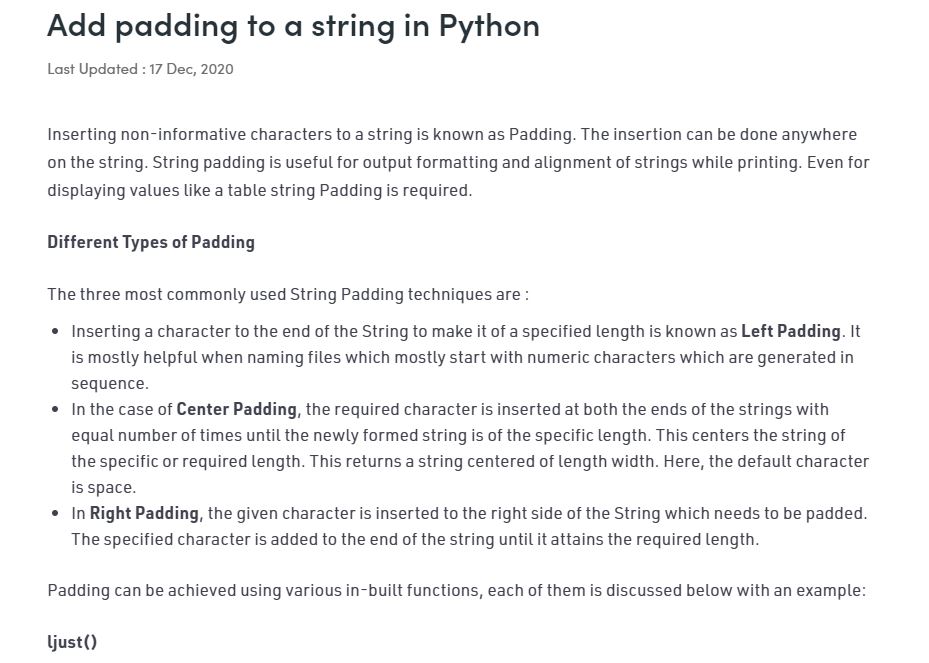 Add padding to a string in Python
Last Updated : 17 Dec, 2020
Inserting non-informative characters to a string is known as Padding. The insertion can be done anywhere
on the string. String padding is useful for output formatting and alignment of strings while printing. Even for
displaying values like a table string Padding is required.
Different Types of Padding
The three most commonly used String Padding techniques are :
• Inserting a character to the end of the String to make it of a specified length is known as Left Padding. It
is mostly helpful when naming files which mostly start with numeric characters which are generated in
sequence.
• In the case of Center Padding, the required character is inserted at both the ends of the strings with
equal number of times until the newly formed string is of the specific length. This centers the string of
the specific or required length. This returns a string centered of length width. Here, the default character
is space.
• In Right Padding, the given character is inserted to the right side of the String which needs to be padded.
The specified character is added to the end of the string until it attains the required length.
Padding can be achieved using various in-built functions, each of them is discussed below with an example:
ljust()